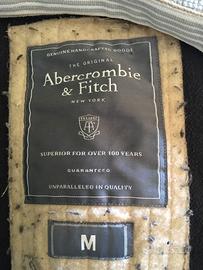 GENUINE HANDCRAFTED GOODS
THE ORIGINAL
Abercrombie
& Fitch
NEW YORK
SUPERIOR FOR OVER 100 YEARS
GUARANTEED
UNPARALLELED IN QUALITY
M